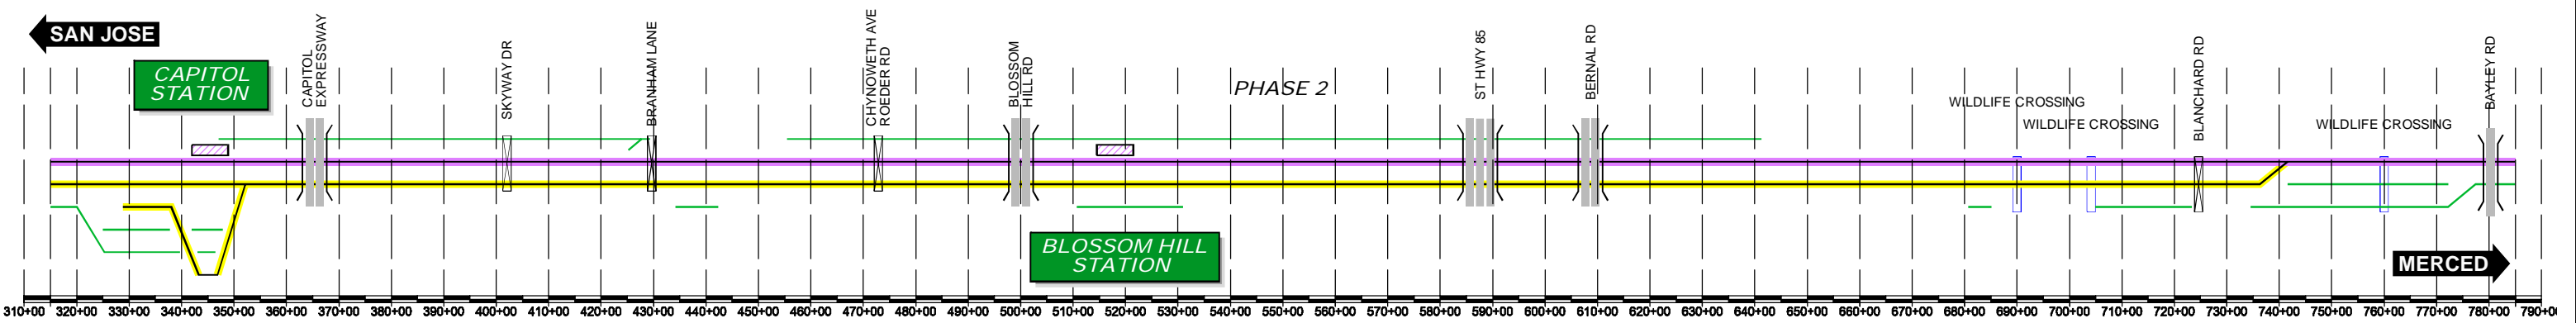 SAN JOSE
CAPITOL
STATION
CAPITOL
EXPRESSWAY
SKYWAY DR
BRANHAM LANE
CHYNOWETH AVE
ROEDER RD
BLOSSOM
HILL RD
PHASE 2
ST HWY 85
BERNAL RD
WILDLIFE CROSSING
WILDLIFE CROSSING
BLANCHARD RD
WILDLIFE CROSSING
BAYLEY RD
BLOSSOM HILL
STATION
MERCED
310+00 320+00 330+00 340+00 350+00 360+00 370+00 380+00 390+00 400+00 410+00 420+00 430+00 440+00 450+00 460+00 470+00 480+00 490+00 500+00 510+00 520+00 530+00 540+00 550+00 560+00 570+00 580+00 590+00 600+00 610+00 620+00 630+00 640+00 650+00 660+00 670+00 680+00 690+00 700+00 710+00 720+00 730+00 740+00 750+00 760+00 770+00 780+00 790+0